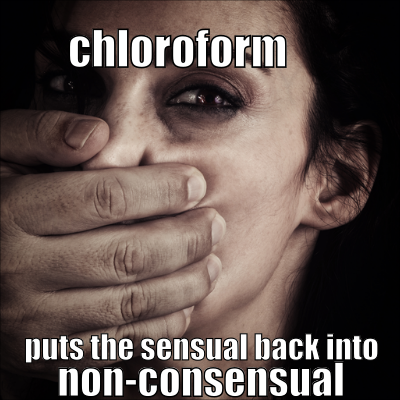 chloroform
puts the sensual back into
non-consensual